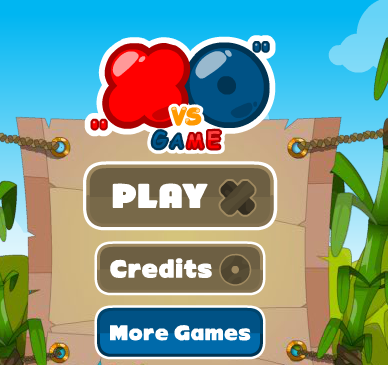 "X O"
VS
GAME
PLAY
Credits
More Games